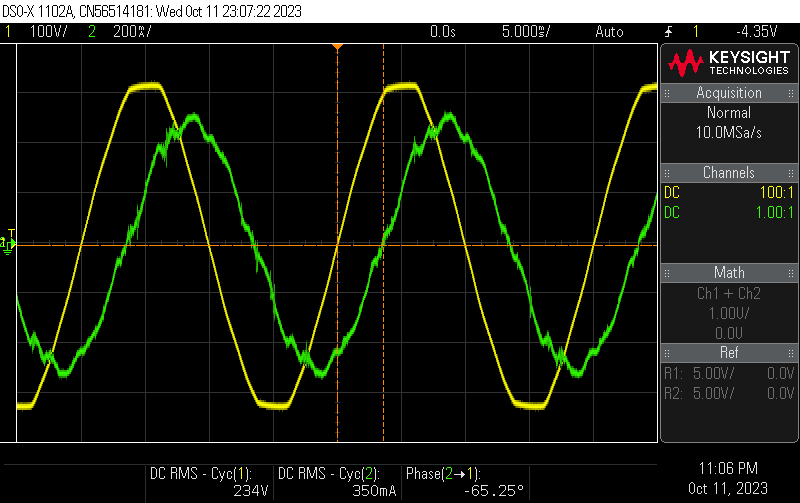 DSO-X 1102A, CN56514181: Wed Oct 11 23:07:22 2023
1 100V/ 2 200㎷/ 0.0s 5.000㎳/ Auto 1 -4.35V
KEYSIGHT
TECHNOLOGIES
Acquisition
Normal
10.0MSa/s
Channels
DC 100:1
DC 1.00:1
Math
Ch1 + Ch2
1.00V/
0.0V
Ref
R1: 5.00V/ 0.0V
R2: 5.00V/ 0.0V
T
DC RMS - Cyc(1): DC RMS - Cyc(2): Phase(2→1):
234V 350mA -65.25°
11:06 PM
Oct 11, 2023